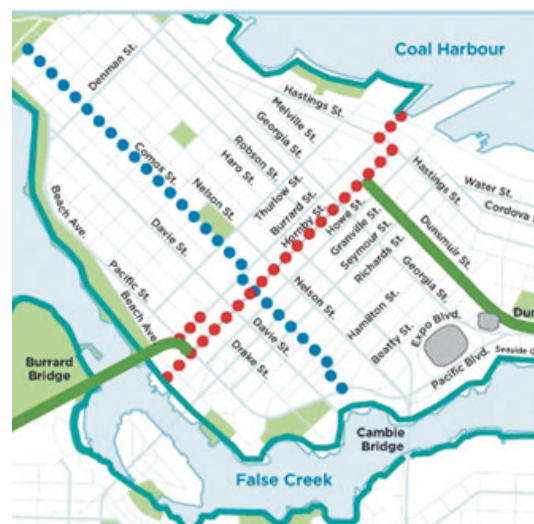 Coal Harbour
Denman St.
Hastings St.
Melville St.
Georgia St.
Robson St.
Haro St.
Comox St.
Nelson St.
Thurlow St.
Burrard St.
Hornby St.
Howe St.
Granville St.
Seymour St.
Richards St.
Hastings St.
Water St.
Cordova St.
Dunsmuir St.
Georgia St.
Beach Ave.
Davie St.
Pacific St.
Beach Ave.
Nelson St.
Hamilton St.
Beatty St.
Expo Blvd.
Pacific Blvd.
Davie St.
Drake St.
Dun
Seaside G
Burrard
Bridge
Cambie
Bridge
False Creek